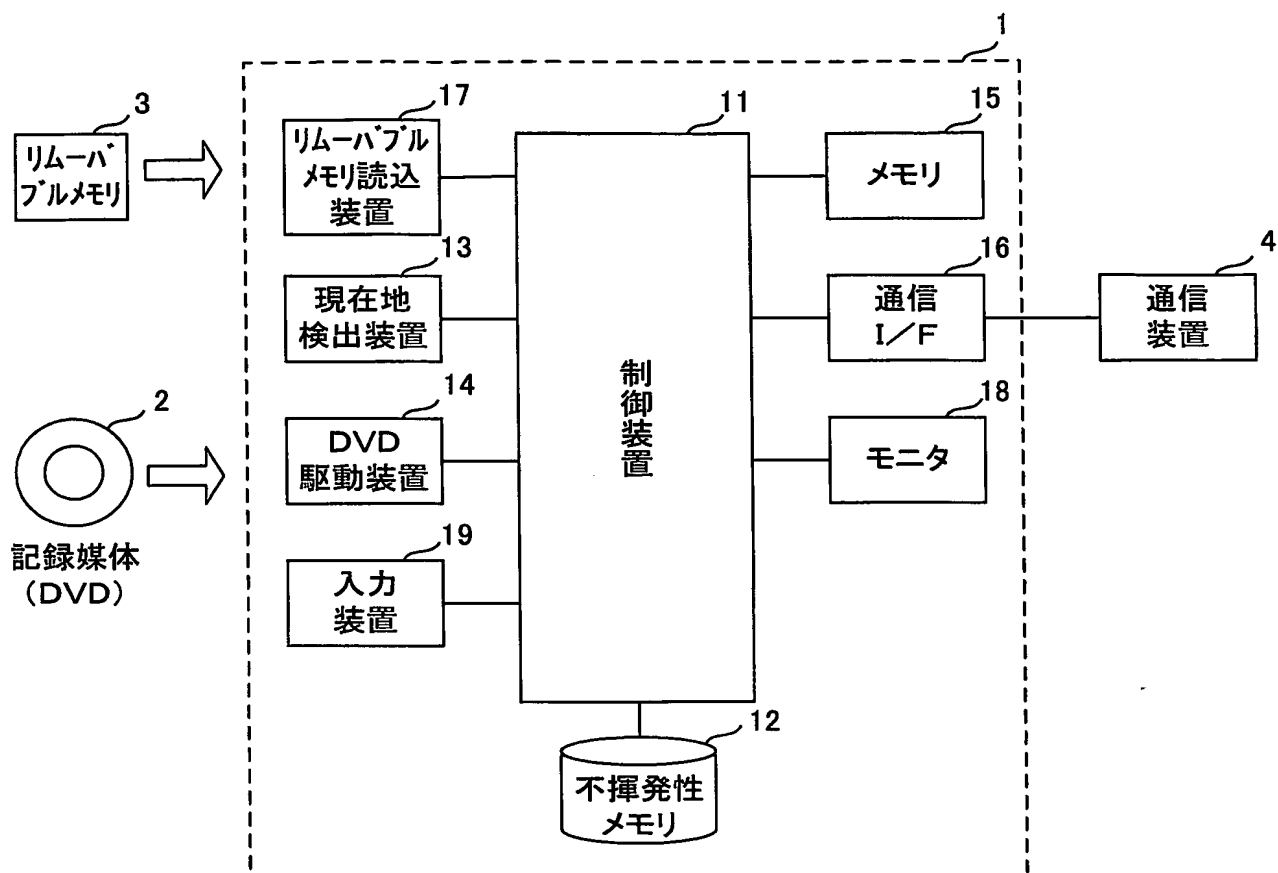 1
3
リムーバ
ブルメモリ
17
リムーバブル
メモリ読込
装置
11
制御装置
15
メモリ
13
現在地
検出装置
16
通信
I/F
4
通信
装置
2
記録媒体
(DVD)
14
DVD
駆動装置
18
モニタ
19
入力
装置
12
不揮発性
メモリ